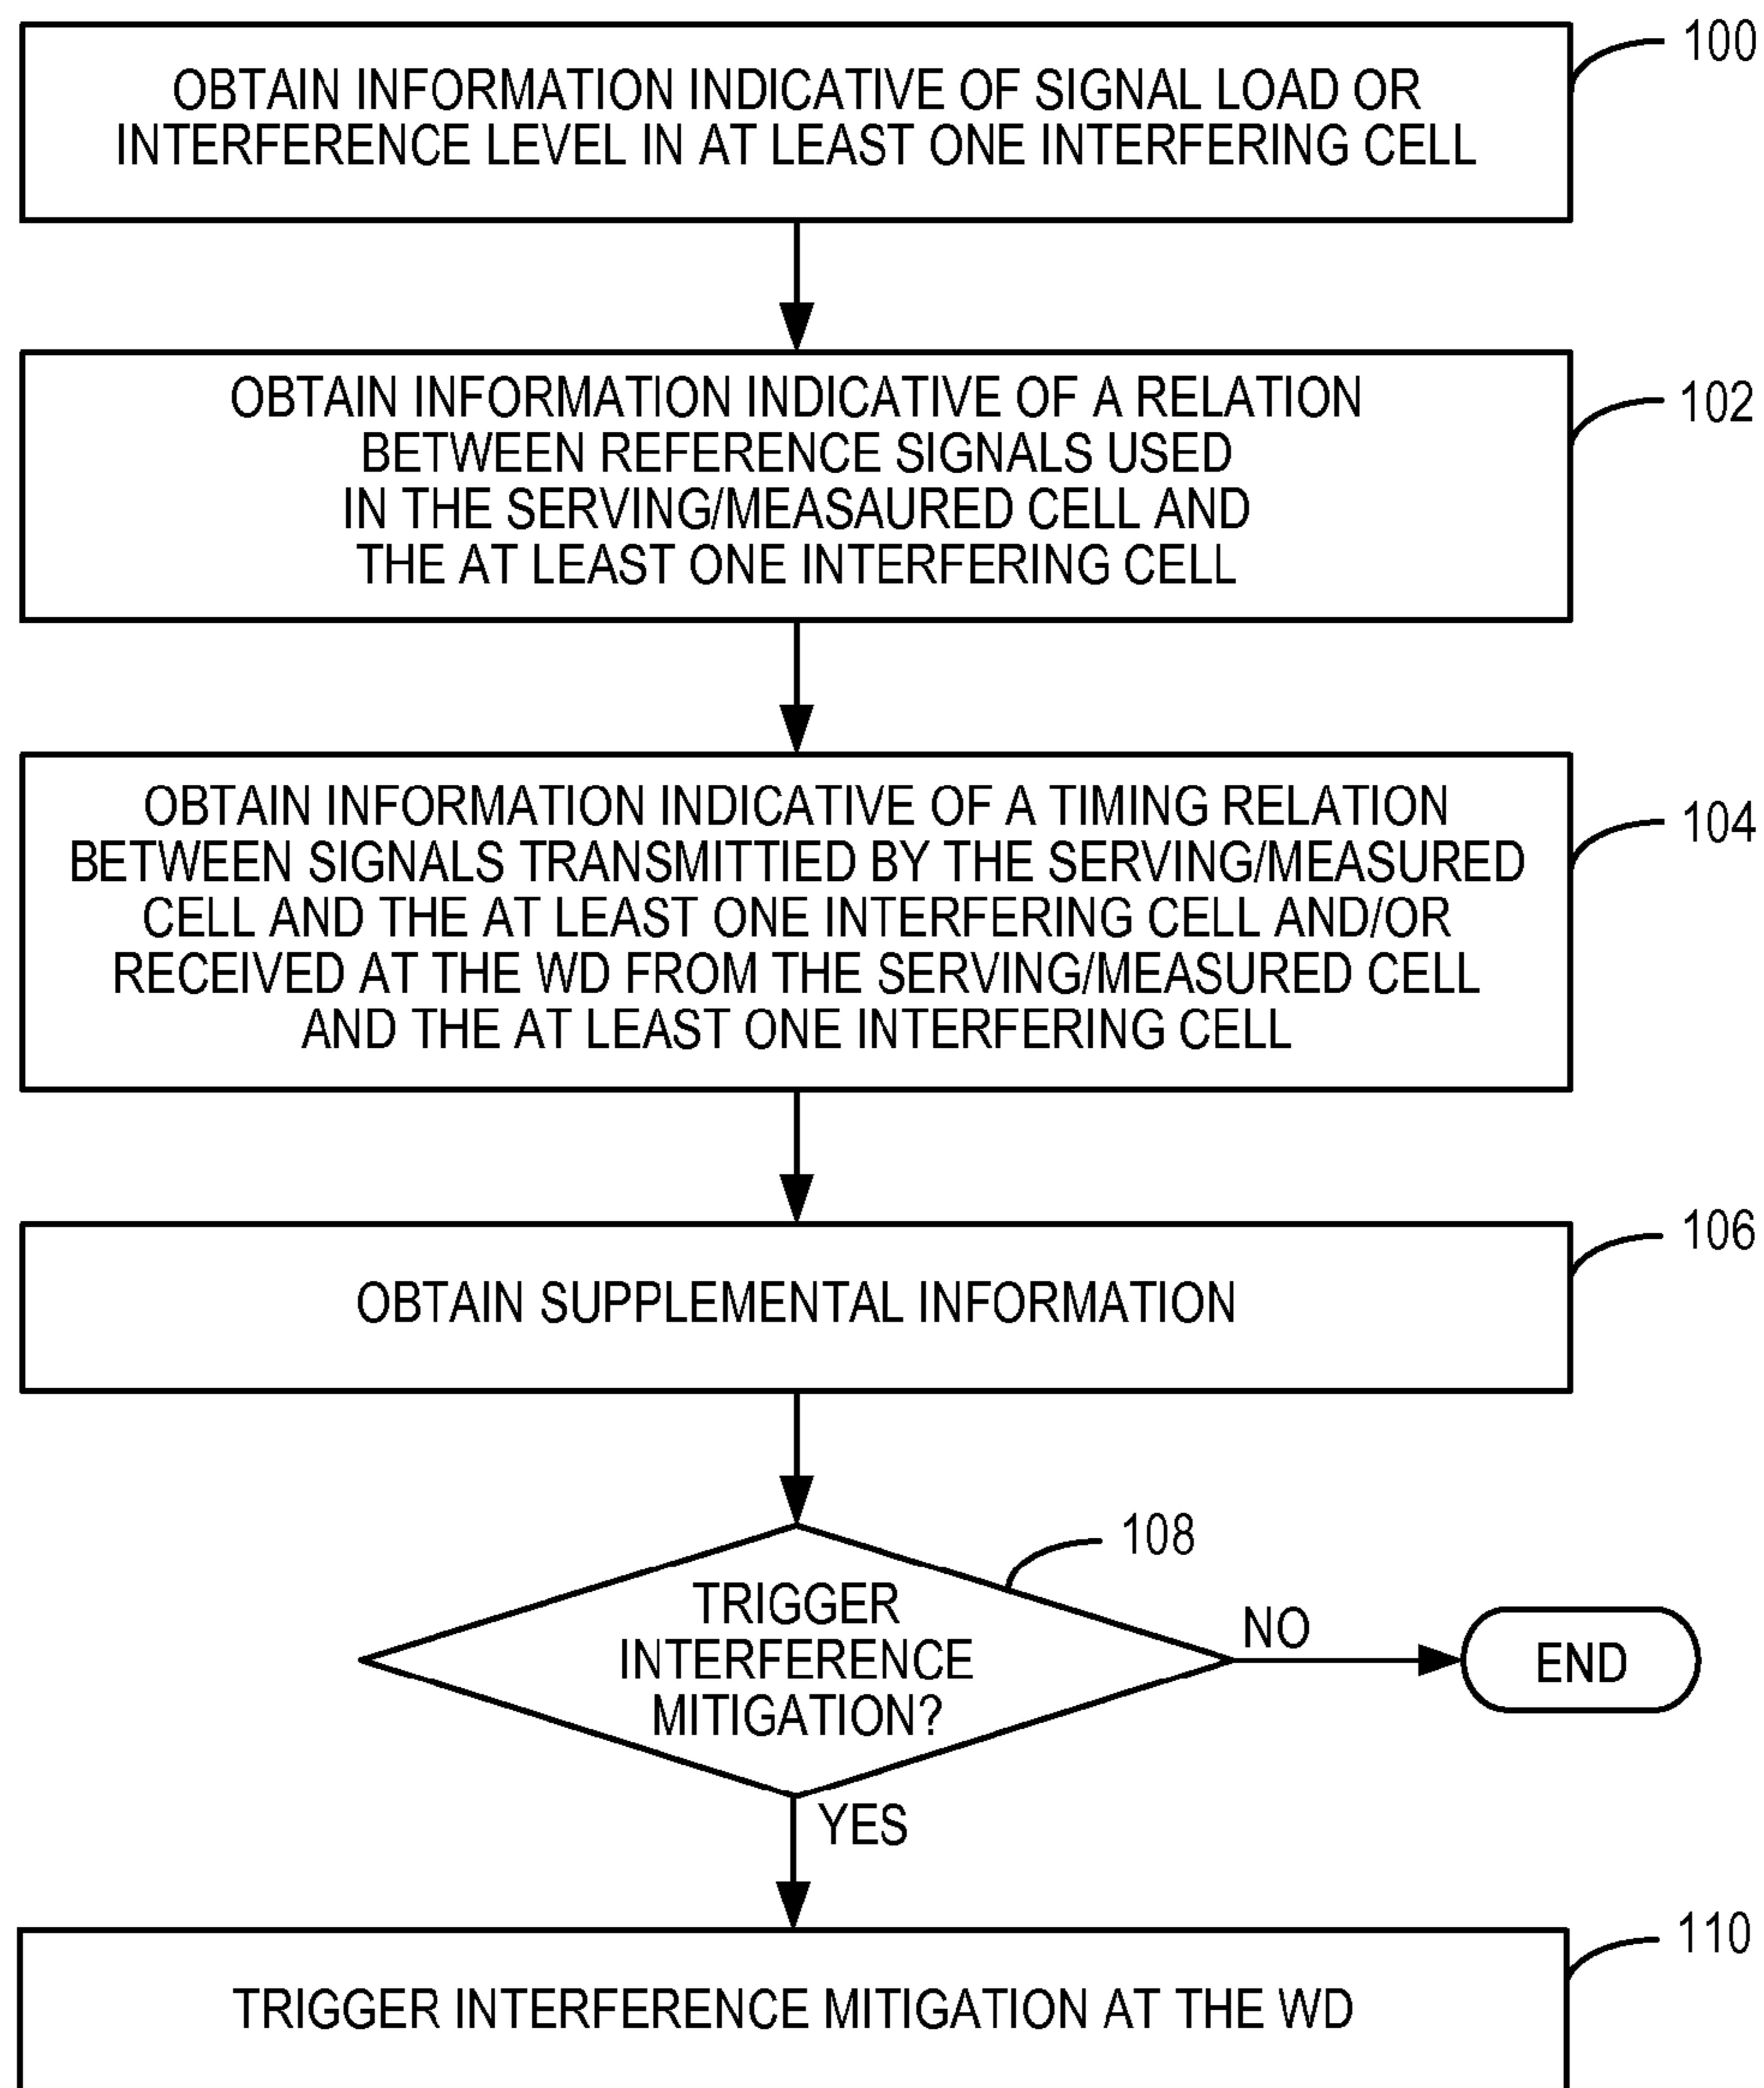 100
OBTAIN INFORMATION INDICATIVE OF SIGNAL LOAD OR
INTERFERENCE LEVEL IN AT LEAST ONE INTERFERING CELL
102
OBTAIN INFORMATION INDICATIVE OF A RELATION
BETWEEN REFERENCE SIGNALS USED
IN THE SERVING/MEASAURED CELL AND
THE AT LEAST ONE INTERFERING CELL
104
OBTAIN INFORMATION INDICATIVE OF A TIMING RELATION
BETWEEN SIGNALS TRANSMITTIED BY THE SERVING/MEASURED
CELL AND THE AT LEAST ONE INTERFERING CELL AND/OR
RECEIVED AT THE WD FROM THE SERVING/MEASURED CELL
AND THE AT LEAST ONE INTERFERING CELL
106
OBTAIN SUPPLEMENTAL INFORMATION
108
TRIGGER
INTERFERENCE
MITIGATION?
NO
END
YES
110
TRIGGER INTERFERENCE MITIGATION AT THE WD